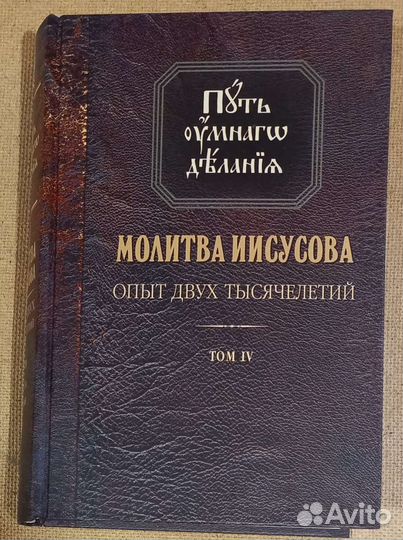 Пꙋ́ть
ᲂу҆́мнагѡ
дѣ́ланїѧ
МОЛИТВА ИИСУСОВА
ОПЫТ ДВУХ ТЫСЯЧЕЛЕТИЙ
ТОМ IV
Avito